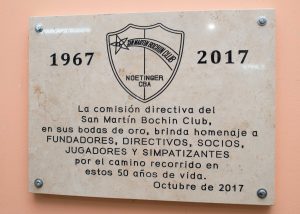 SAN MARTIN BOCHIN CLUB
1967
2017
NOETINGER
CBA
La comisión directiva del
San Martín Bochin Club,
en sus bodas de oro, brinda homenaje a
FUNDADORES, DIRECTIVOS, SOCIOS,
JUGADORES Y SIMPATIZANTES
por el camino recorrido en
estos 50 años de vida.
Octubre de 2017